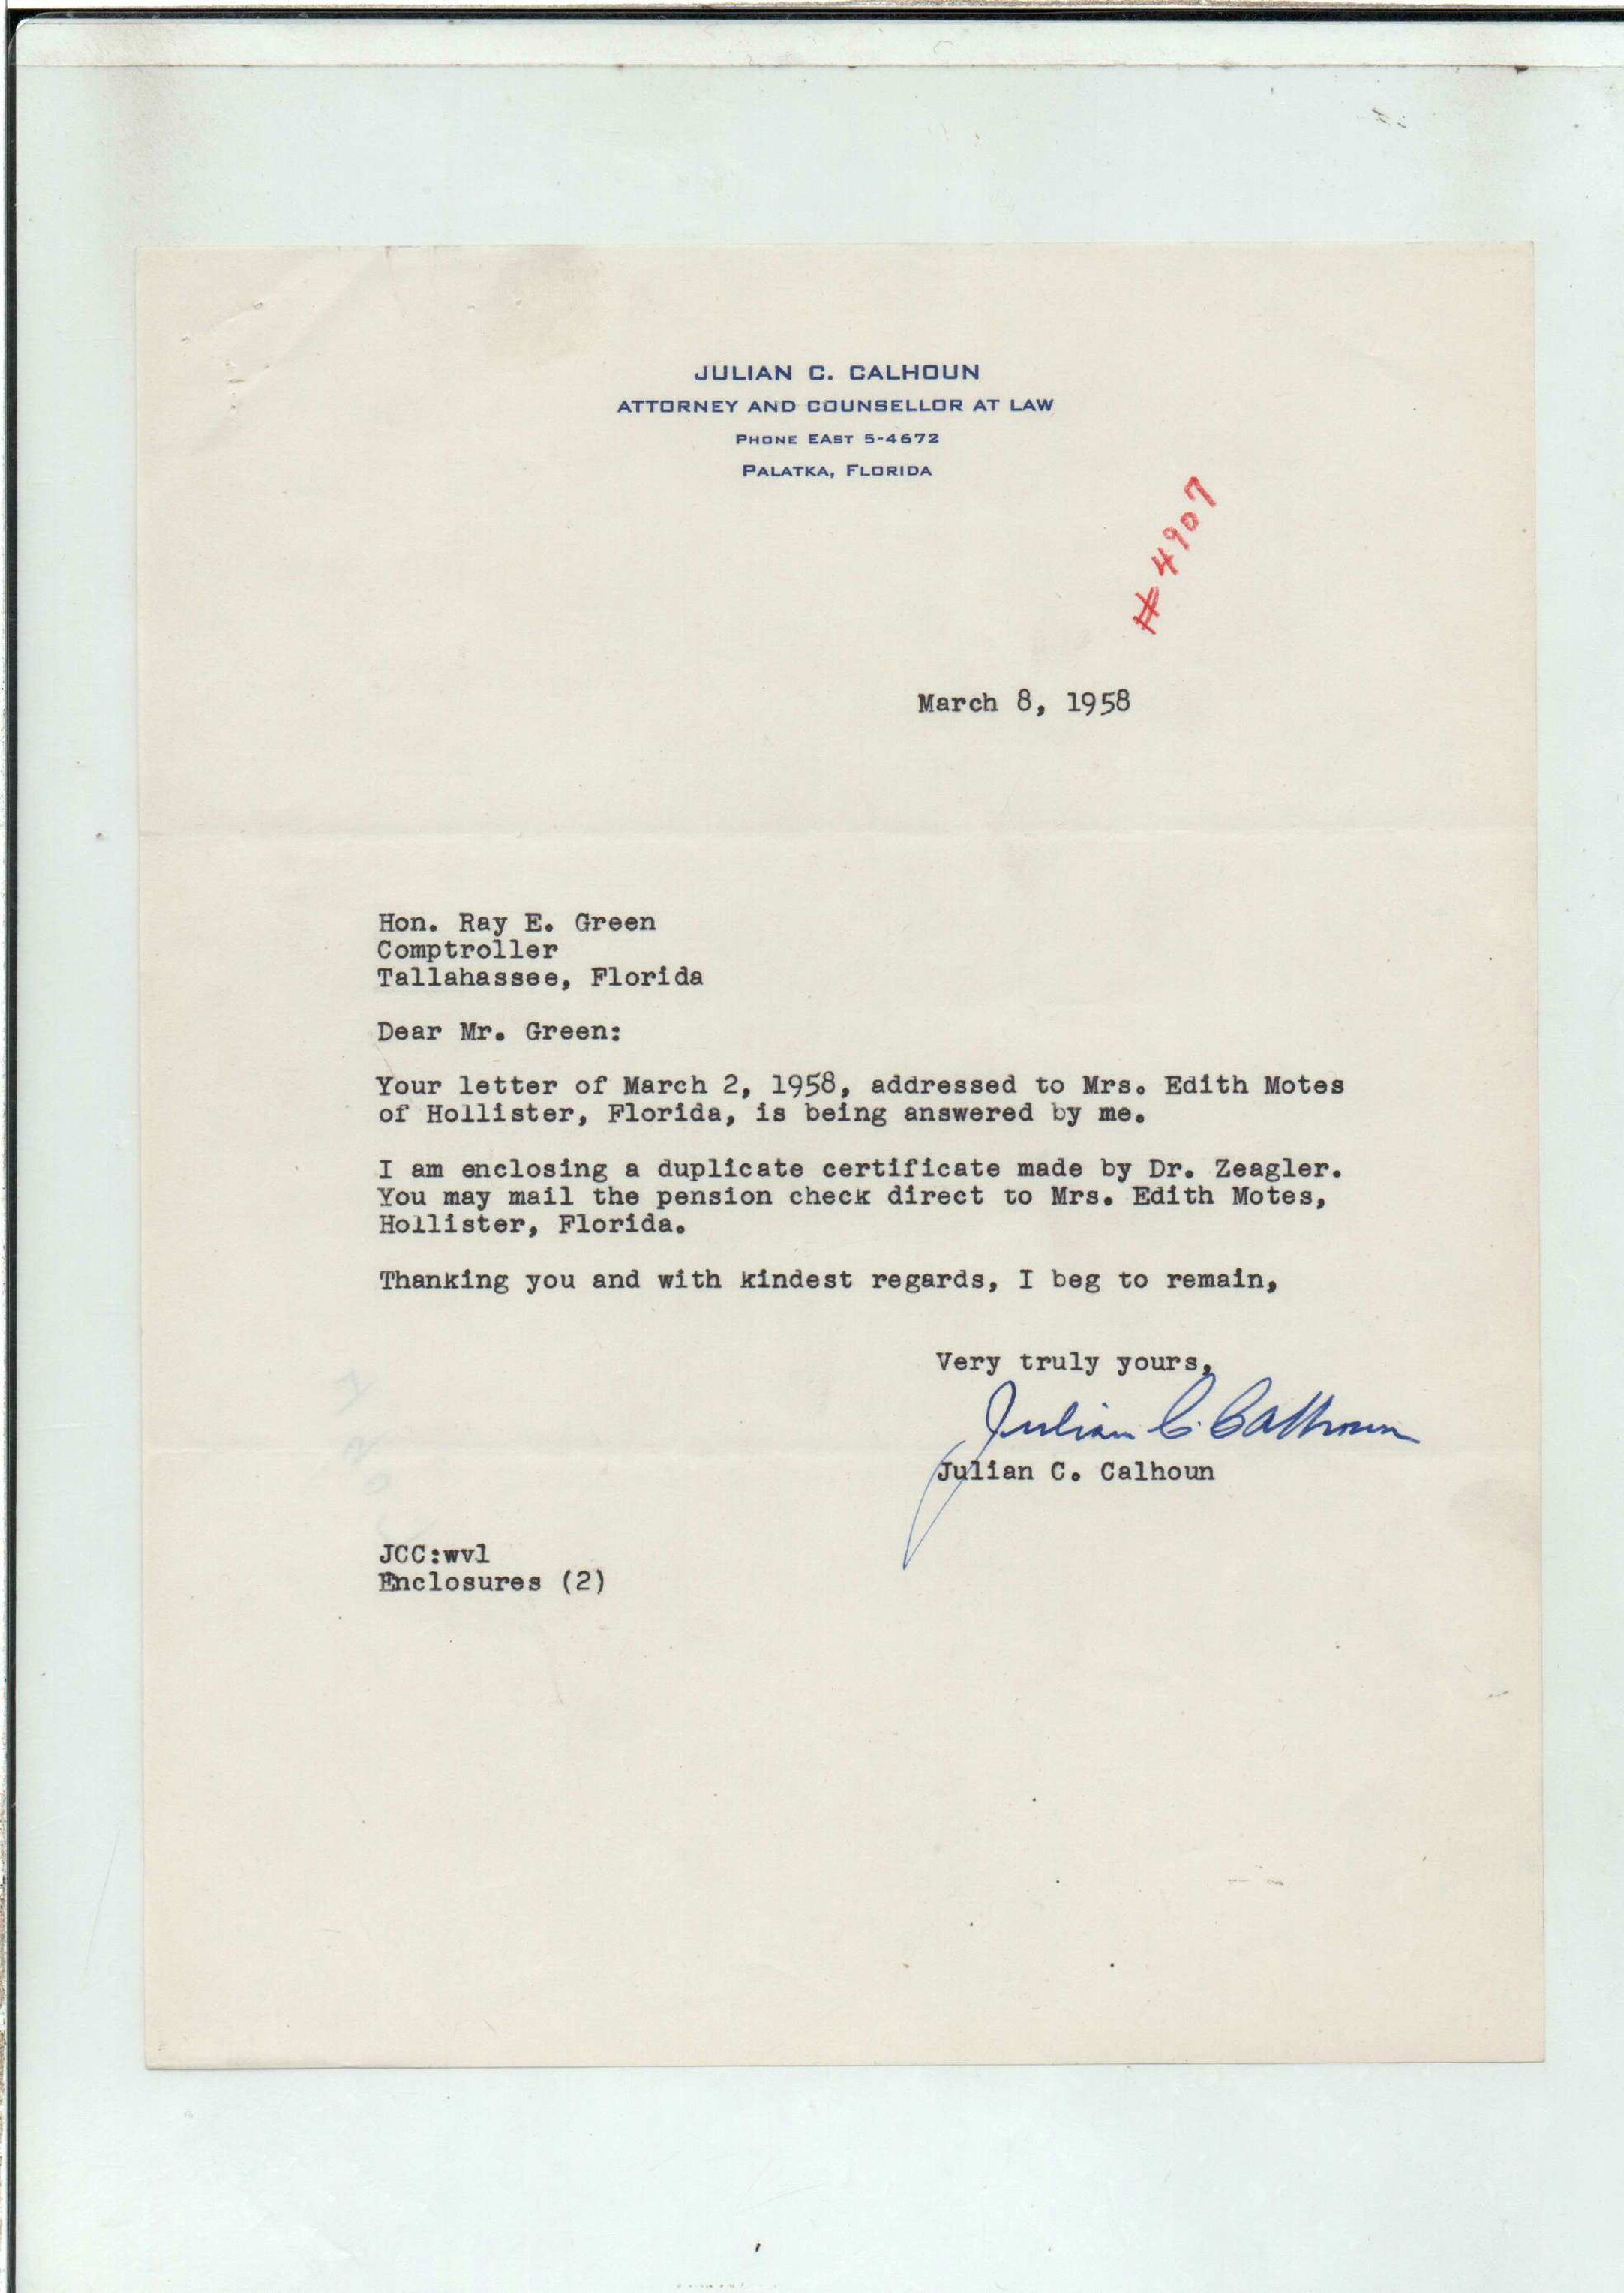 JULIAN C. CALHOUN
ATTORNEY AND COUNSELLOR AT LAW
PHONE EAST 5-4672
PALATKA, FLORIDA
# 4907
March 8, 1958
Hon. Ray E. Green
Comptroller
Tallahassee, Florida
Dear Mr. Green:
Your letter of March 2, 1958, addressed to Mrs. Edith Motes
of Hollister, Florida, is being answered by me.
I am enclosing a duplicate certificate made by Dr. Zeagler.
You may mail the pension check direct to Mrs. Edith Motes,
Hollister, Florida.
Thanking you and with kindest regards, I beg to remain,
Very truly yours,
Julian C. Calhoun
Julian C. Calhoun
JCC:wvl
Enclosures (2)